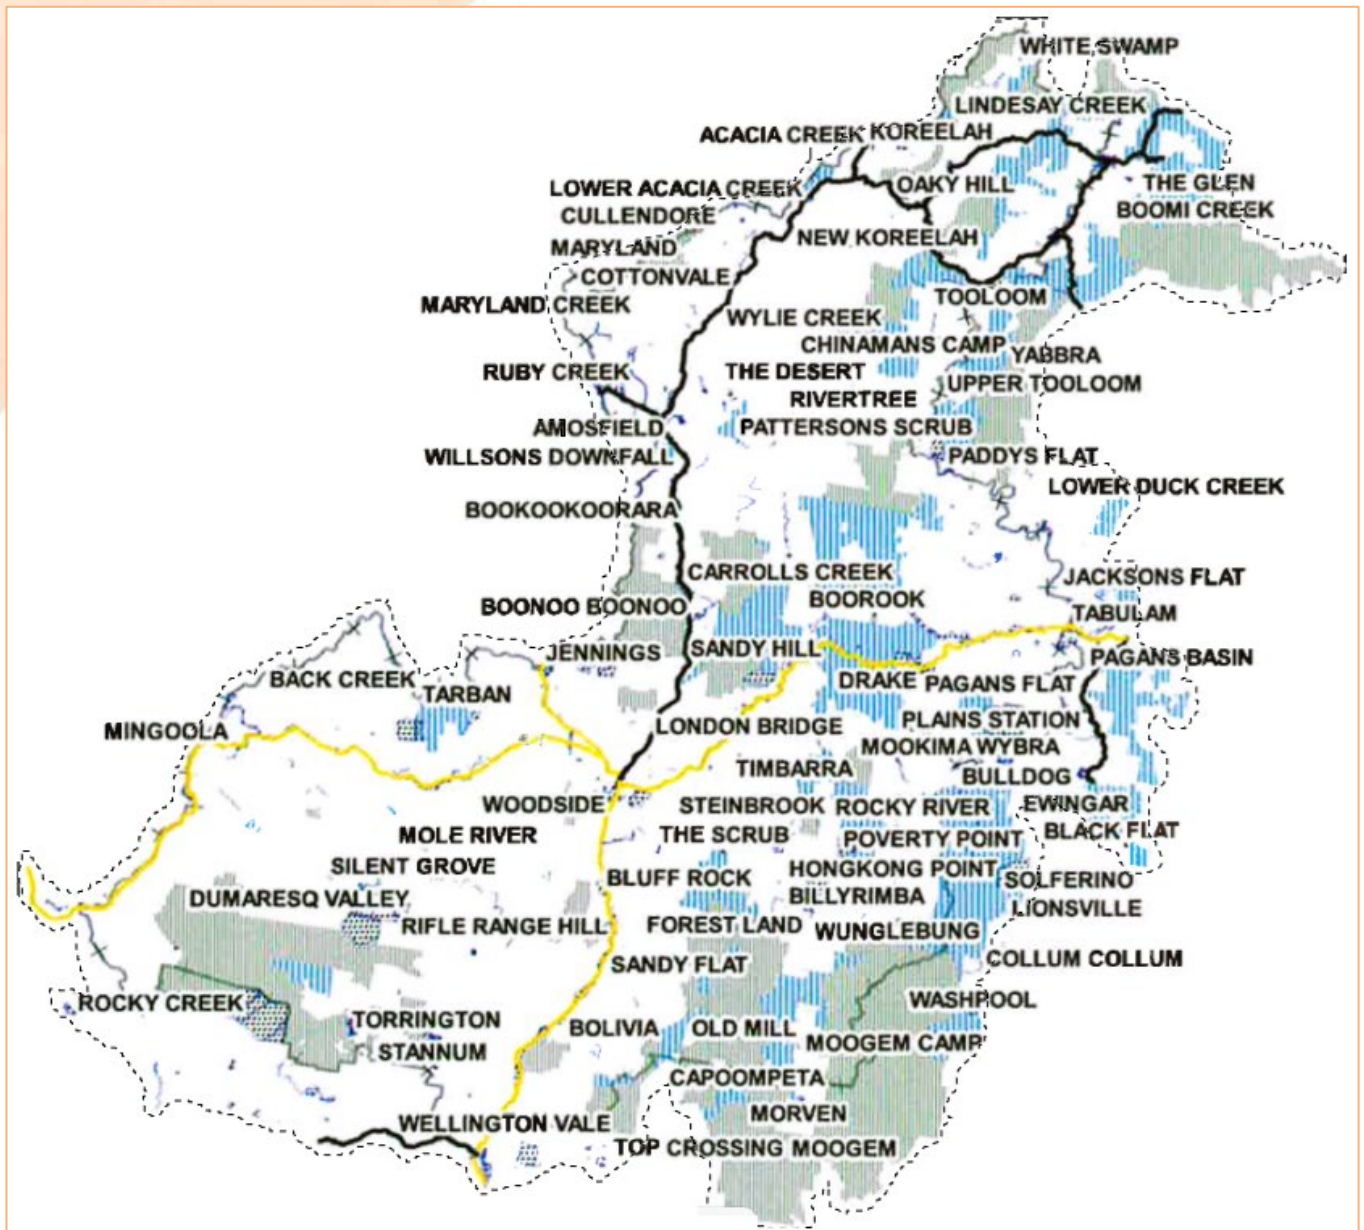 WHITE SWAMP
LINDESAY CREEK
ACACIA CREEK KOREELAH
LOWER ACACIA CREEK
OAKY HILL
THE GLEN
CULLENDORE
BOOMI CREEK
NEW KOREELAH
MARYLAND
COTTONVALE
MARYLAND CREEK
TOOLOOM
WYLIE CREEK
CHINAMANS CAMP
YABBRA
RUBY CREEK
THE DESERT
UPPER TOOLOOM
RIVERTREE
AMOSFIELD
PATTERSONS SCRUB
WILLSONS DOWNFALL
PADDYS FLAT
LOWER DUCK CREEK
BOOKOOKOORARA
CARROLLS CREEK
JACKSONS FLAT
BOONOO BOONOO
BOOROOK
TABULAM
JENNINGS
SANDY HILL
PAGANS BASIN
BACK CREEK
TARBAN
DRAKE
PAGANS FLAT
MINGOOLA
LONDON BRIDGE
PLAINS STATION
MOOKIMA WYBRA
TIMBARRA
BULLDOG
WOODSIDE
STEINBROOK
ROCKY RIVER
EWINGAR
MOLE RIVER
THE SCRUB
POVERTY POINT
BLACK FLAT
SILENT GROVE
BLUFF ROCK
HONGKONG POINT
SOLFERINO
DUMARESQ VALLEY
BILLYRIMBA
LIONSVILLE
RIFLE RANGE HILL
FOREST LAND
WUNGLEBUNG
SANDY FLAT
COLLUM COLLUM
ROCKY CREEK
WASHPOOL
TORRINGTON
BOLIVIA
OLD MILL
MOOGEM CAMP
STANNUM
CAPOOMPETA
WELLINGTON VALE
MORVEN
TOP CROSSING MOOGEM